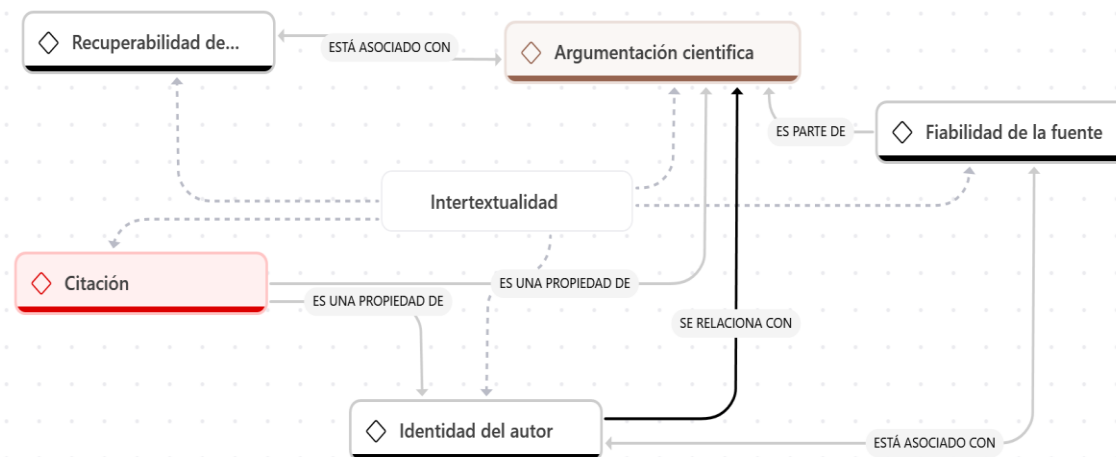 Recuperabilidad de...
ESTÁ ASOCIADO CON
Argumentación cientifica
ES PARTE DE
Fiabilidad de la fuente
Intertextualidad
Citación
ES UNA PROPIEDAD DE
ES UNA PROPIEDAD DE
SE RELACIONA CON
Identidad del autor
ESTÁ ASOCIADO CON